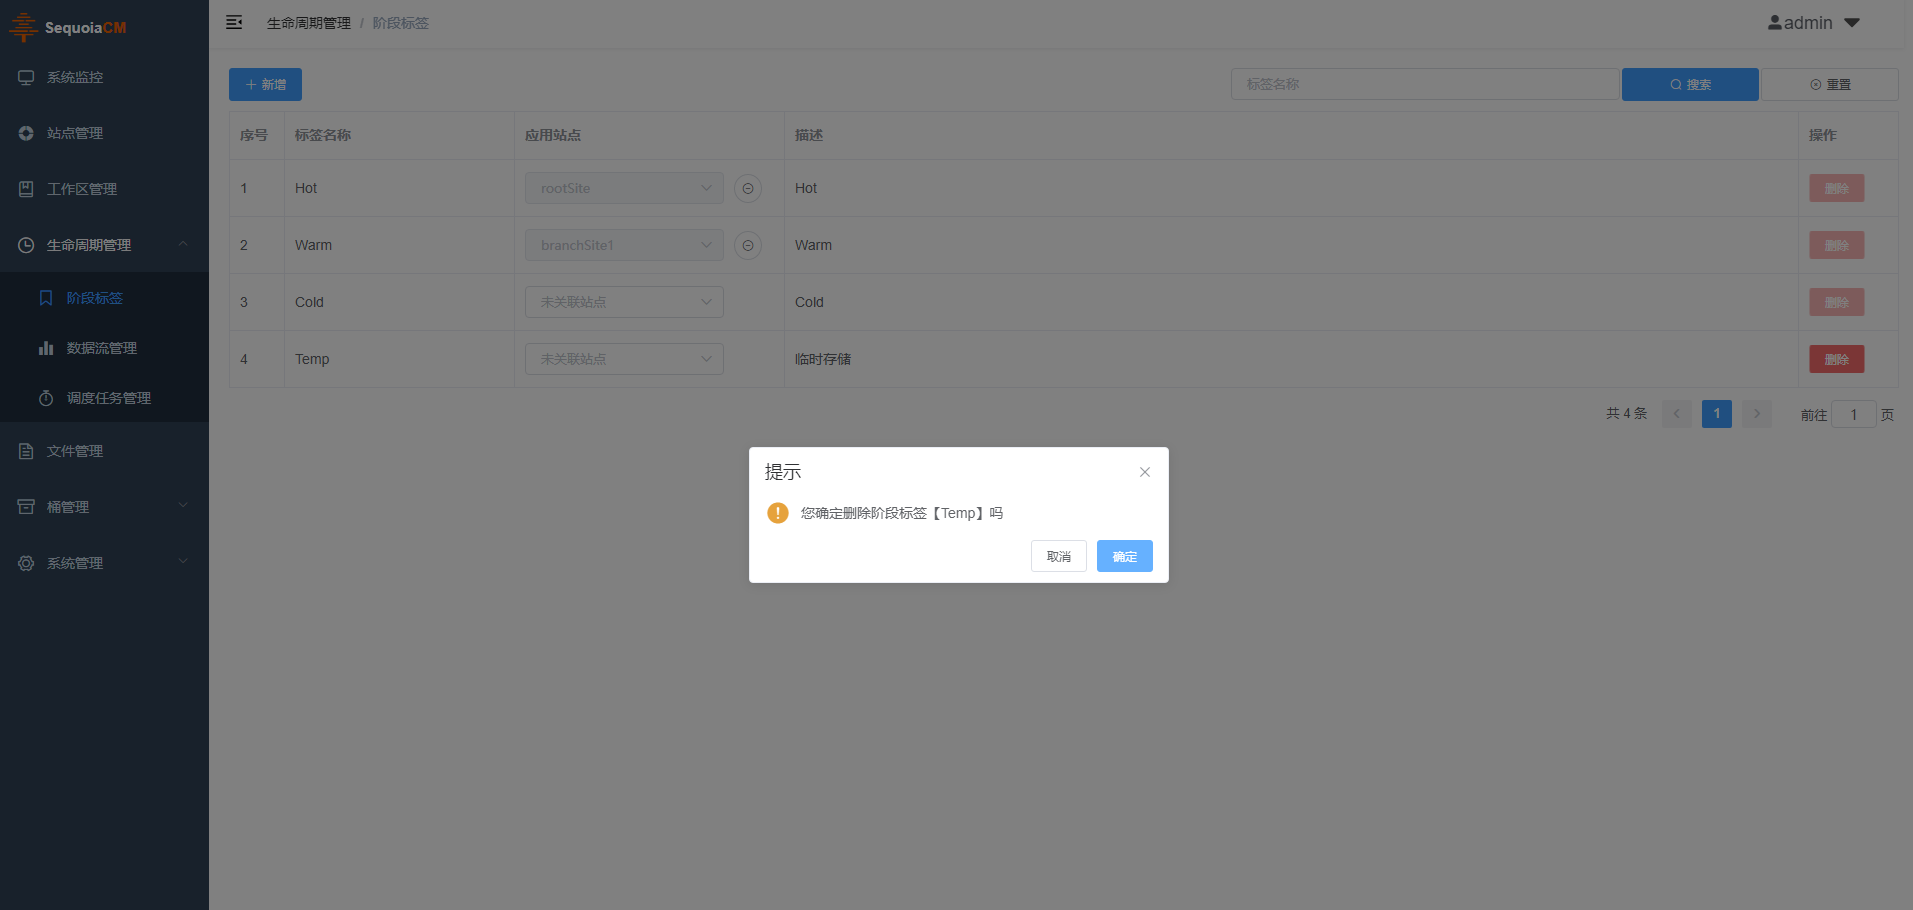 SequoiaCM
生命周期管理 / 阶段标签
admin
系统监控
站点管理
工作区管理
生命周期管理
阶段标签
数据流管理
调度任务管理
文件管理
桶管理
系统管理
新增
标签名称
搜索
重置
序号 标签名称 应用站点 描述 操作
1 Hot rootSite Hot 删除
2 Warm branchSite1 Warm 删除
3 Cold 未关联站点 Cold 删除
4 Temp 未关联站点 临时存储 删除
共 4 条 1 前往 1 页
提示
您确定删除阶段标签【Temp】吗
取消 确定